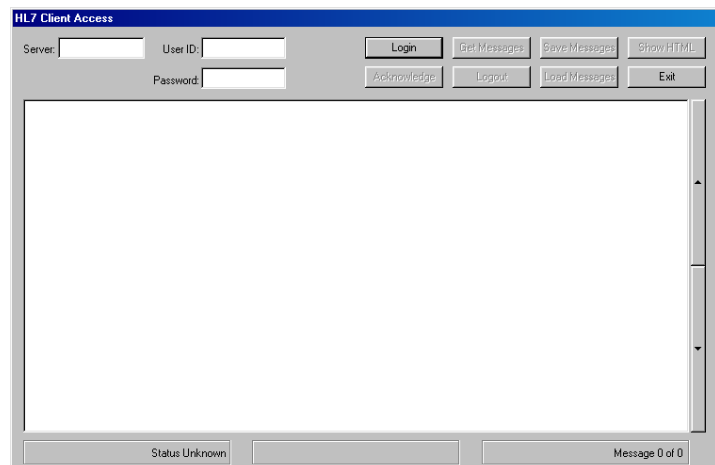 HL7 Client Access
Server: User ID: Login Get Messages Save Messages Show HTML
Password: Acknowledge Logout Load Messages Exit
Status Unknown Message 0 of 0